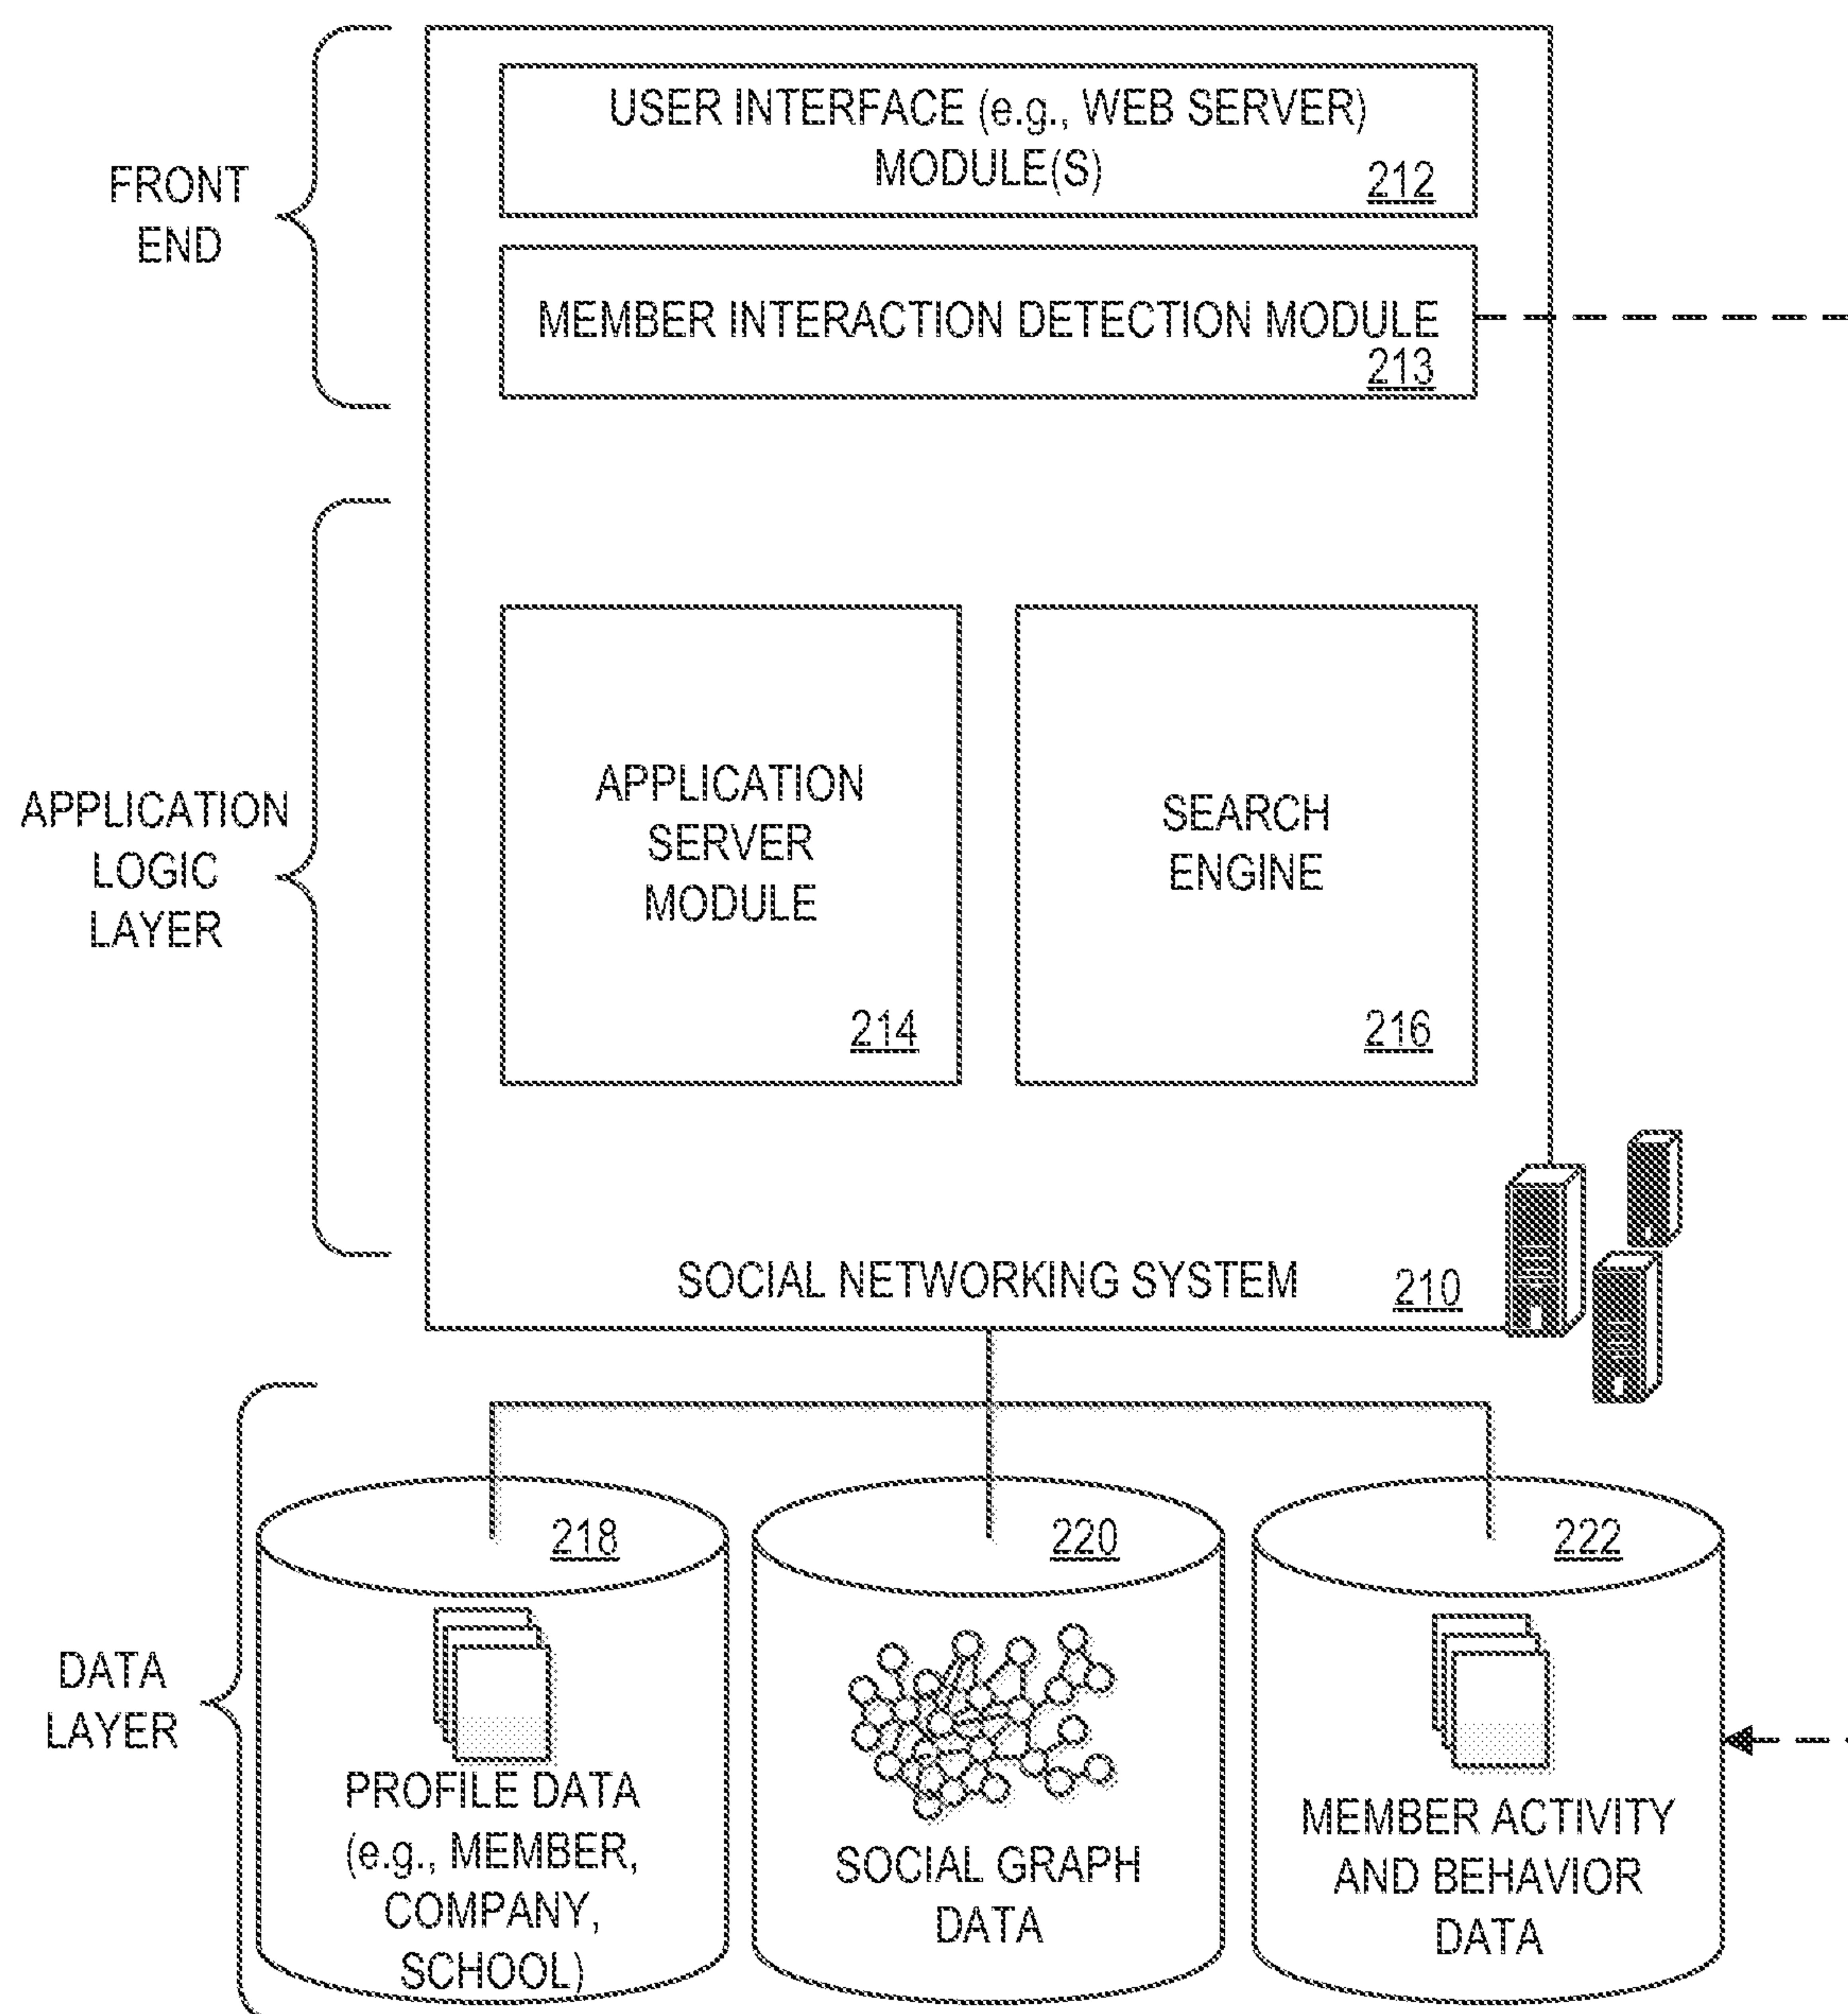 USER INTERFACE (e.g., WEB SERVER)
MODULE(S)
212
FRONT
END
MEMBER INTERACTION DETECTION MODULE
213
APPLICATION
LOGIC
LAYER
APPLICATION
SERVER
MODULE
214
SEARCH
ENGINE
216
SOCIAL NETWORKING SYSTEM
210
DATA
LAYER
218
PROFILE DATA
(e.g., MEMBER,
COMPANY,
SCHOOL)
220
SOCIAL GRAPH
DATA
222
MEMBER ACTIVITY
AND BEHAVIOR
DATA